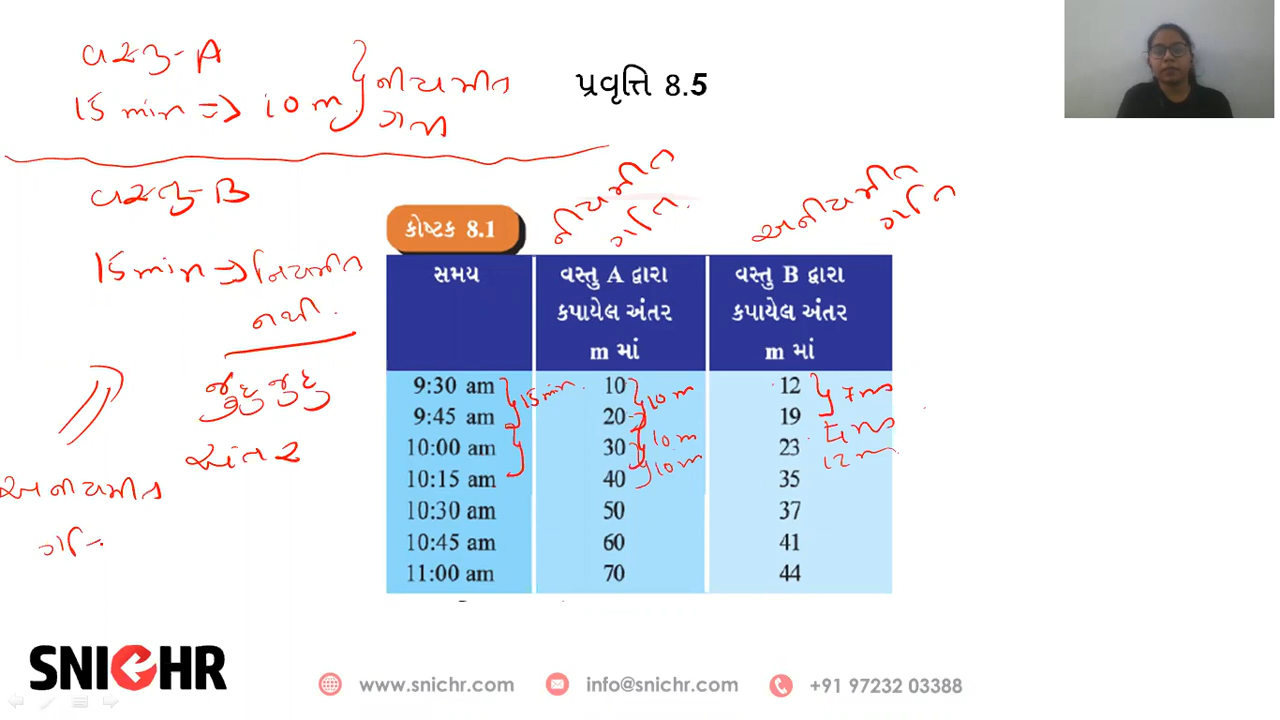 વસ્તુ-A
15 min => 10 m
નીયમીત
ગતિ
પ્રવૃત્તિ 8.5
વસ્તુ-B
15 min => નિયમીત
નથી.
જુદુ જુદુ
અંતર
અનીયમીત
ગતિ
નીયમીત
ગતિ.
અનીયમીત
ગતિ
કોષ્ટક 8.1
સમય વસ્તુ A દ્વારા કપાયેલ અંતર m માં વસ્તુ B દ્વારા કપાયેલ અંતર m માં
9:30 am 15 min 10 10 m 12 7 m
9:45 am 20 19
10:00 am 30 10 m 23
10:15 am 40 10 m 35 12 m
10:30 am 50 37
10:45 am 60 41
11:00 am 70 44
SNICHR
www.snichr.com info@snichr.com +91 97232 03388